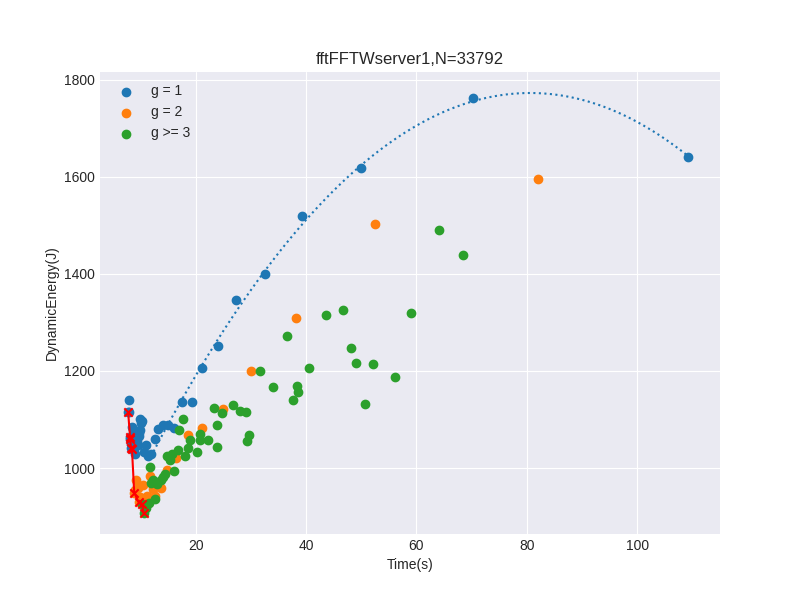 fftFFTWserver1,N=33792
g = 1
g = 2
g >= 3
DynamicEnergy(J)
1800
1600
1400
1200
1000
20 40 60 80 100
Time(s)